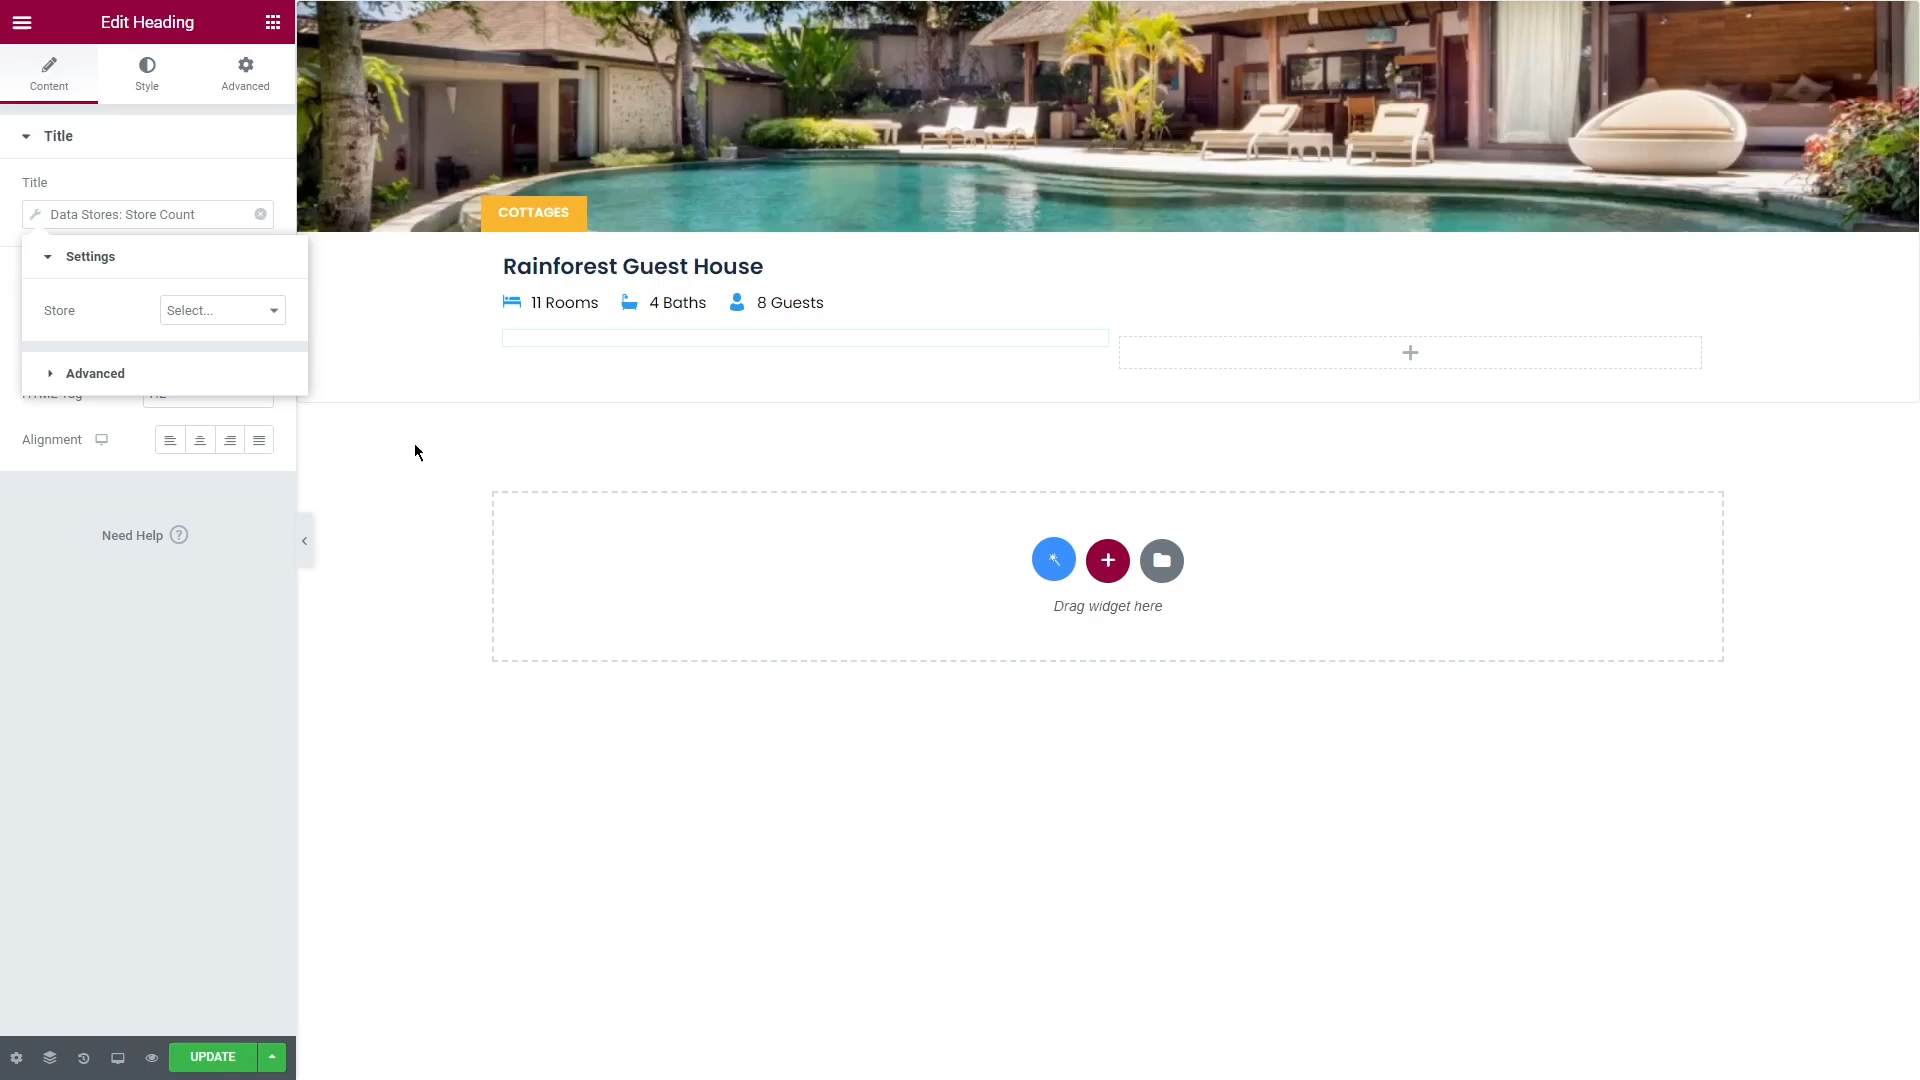 Edit Heading
Content
Style
Advanced
Title
Title
Data Stores: Store Count
Settings
Store
Select...
Advanced
Alignment
Need Help
UPDATE
COTTAGES
Rainforest Guest House
11 Rooms
4 Baths
8 Guests
Drag widget here